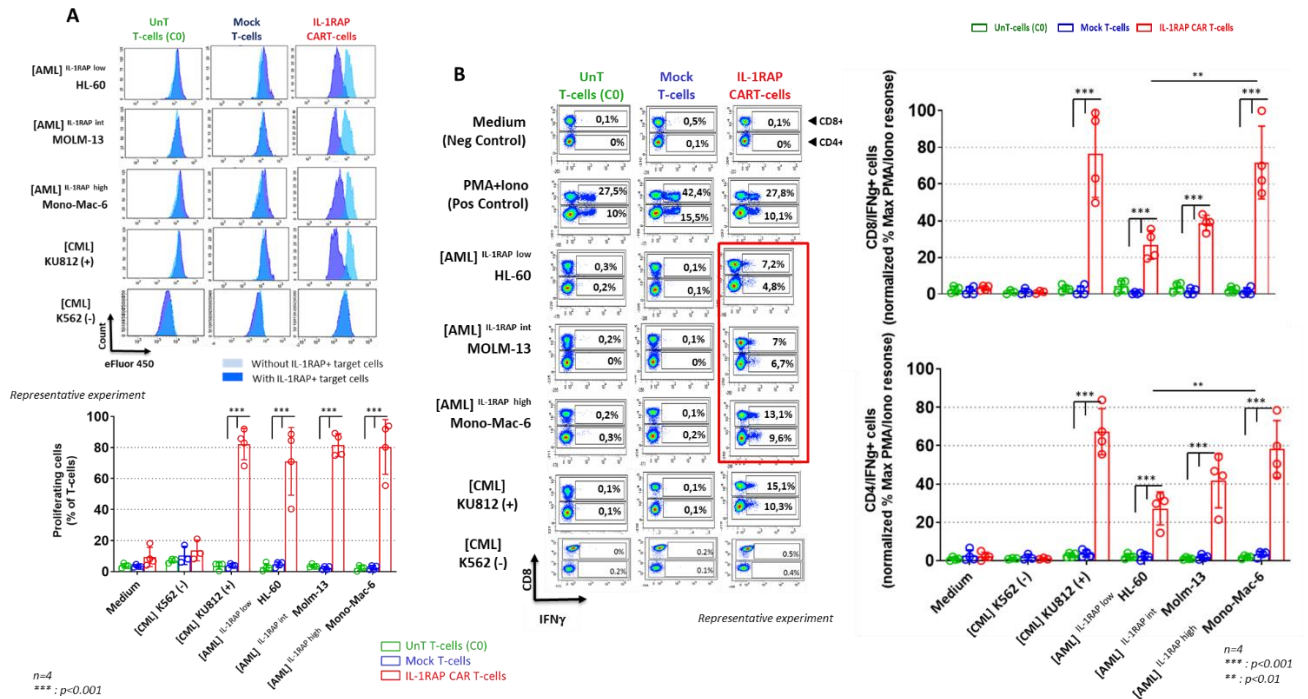 A
UnT
T-cells (C0)
Mock
T-cells
IL-1RAP
CART-cells
[AML] IL-1RAP low
HL-60
[AML] IL-1RAP int
MOLM-13
[AML] IL-1RAP high
Mono-Mac-6
[CML]
KU812 (+)
[CML]
K562 (-)
Count
eFluor 450
Without IL-1RAP+ target cells
With IL-1RAP+ target cells
Representative experiment
Proliferating cells
(% of T-cells)
100
80
60
40
20
0
*** *** *** ***
Medium
[CML] K562 (-)
[CML] KU812 (+)
[AML] IL-1RAP low HL-60
[AML] IL-1RAP int Molm-13
[AML] IL-1RAP high Mono-Mac-6
n=4
*** : p<0.001
UnT T-cells (C0)
Mock T-cells
IL-1RAP CAR T-cells
B
UnT
T-cells (C0)
Mock
T-cells
IL-1RAP
CART-cells
Medium
(Neg Control)
0,1% 0,5% 0,1%
0% 0,1% 0%
CD8+
CD4+
PMA+Iono
(Pos Control)
27,5% 42,4% 27,8%
10% 15,5% 10,1%
[AML] IL-1RAP low
HL-60
0,3% 0,1% 7,2%
0,2% 0,1% 4,8%
[AML] IL-1RAP int
MOLM-13
0,2% 0,1% 7%
0% 0% 6,7%
[AML] IL-1RAP high
Mono-Mac-6
0,2% 0,1% 13,1%
0,3% 0,2% 9,6%
[CML]
KU812 (+)
0,1% 0,1% 15,1%
0,1% 0,1% 10,3%
[CML]
K562 (-)
0% 0.2% 0.5%
0.2% 0.1% 0.4%
CD8
IFNγ
Representative experiment
UnT-cells (C0)
Mock T-cells
IL-1RAP CAR T-cells
CD8/IFNg+ cells
(normalized % Max PMA/Iono resonse)
100
80
60
40
20
0
**
*** *** *** ***
CD4/IFNg+ cells
(normalized % Max PMA/Iono response)
100
80
60
40
20
0
**
*** *** *** ***
Medium
[CML] K562 (-)
[CML] KU812 (+)
[AML] IL-1RAP low HL-60
[AML] IL-1RAP int Molm-13
[AML] IL-1RAP high Mono-Mac-6
n=4
*** : p<0.001
** : p<0.01